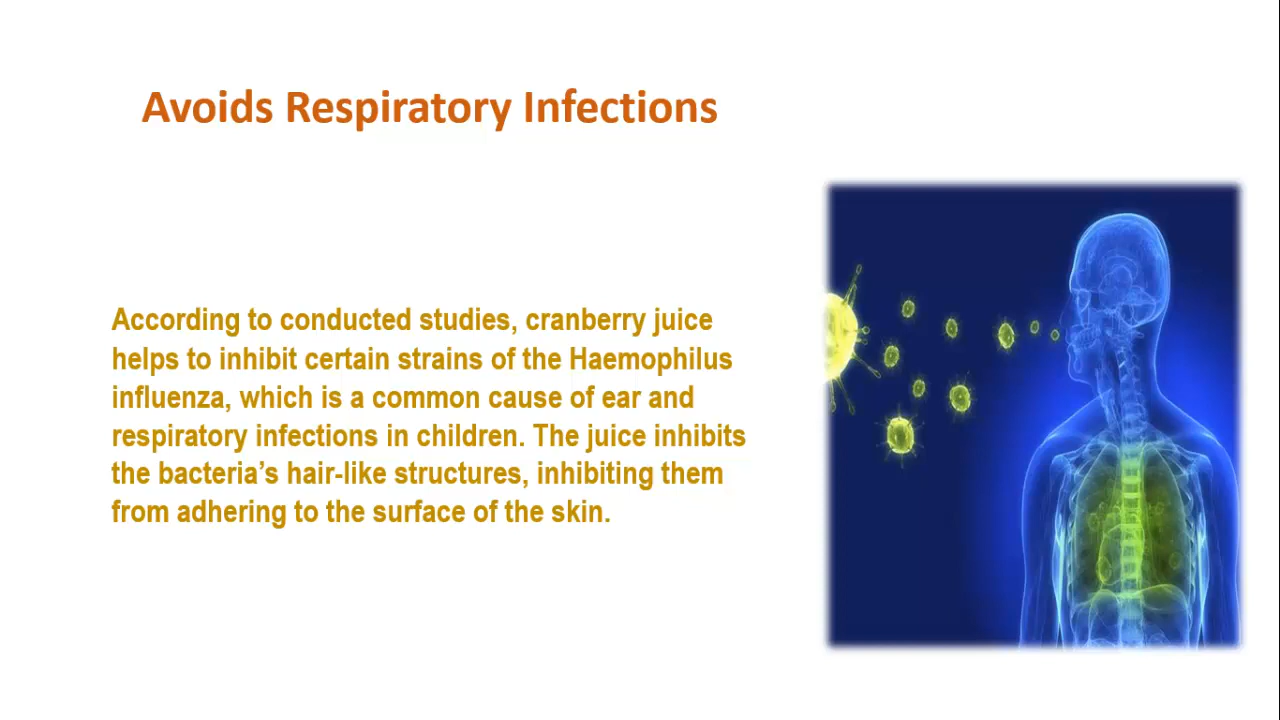 Avoids Respiratory Infections
According to conducted studies, cranberry juice
helps to inhibit certain strains of the Haemophilus
influenza, which is a common cause of ear and
respiratory infections in children. The juice inhibits
the bacteria’s hair-like structures, inhibiting them
from adhering to the surface of the skin.